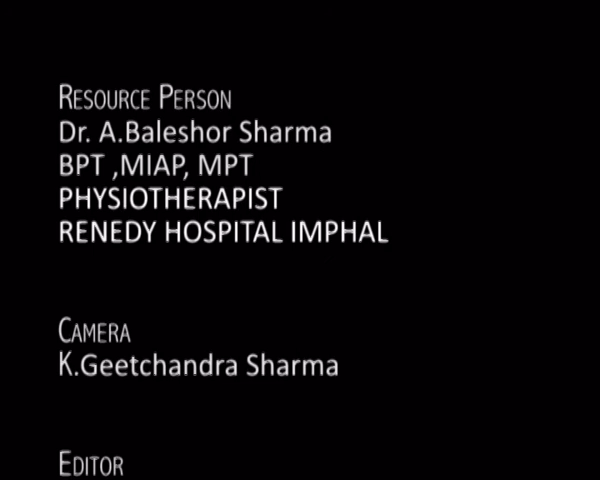 RESOURCE PERSON
Dr. A.Baleshor Sharma
BPT ,MIAP, MPT
PHYSIOTHERAPIST
RENEDY HOSPITAL IMPHAL
CAMERA
K.Geetchandra Sharma
EDITOR